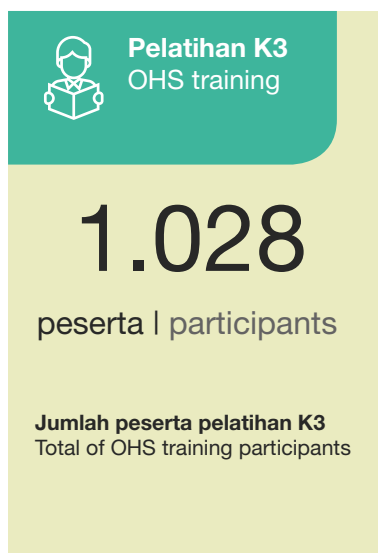 Pelatihan K3
OHS training
1.028
peserta | participants
Jumlah peserta pelatihan K3
Total of OHS training participants